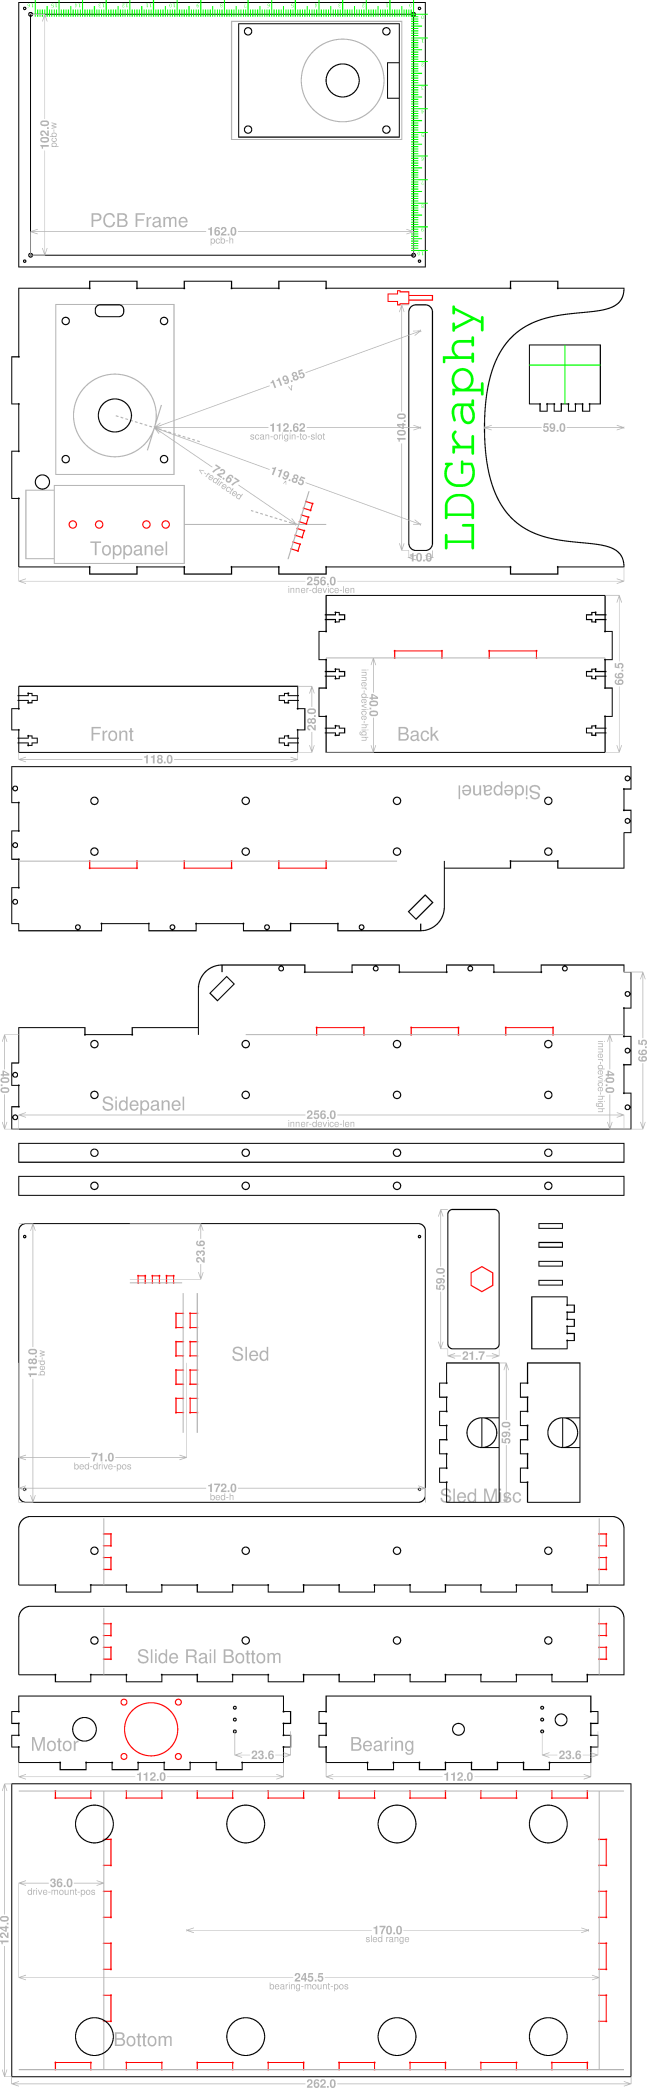 102.0
pcb-w
PCB Frame
162.0
pcb-h
119.85
112.62
scan-origin-to-slot
104.0
59.0
72.67
<-redirected
119.85
LDGraphy
Toppanel
10.0
256.0
inner-device-len
66.5
40.0
inner-device-high
28.0
Front
Back
118.0
Sidepanel
40.0
66.5
40.0
inner-device-high
Sidepanel
256.0
inner-device-len
23.6
59.0
118.0
bed-w
Sled
21.7
59.0
71.0
bed-drive-pos
172.0
bed-h
Sled Misc
Slide Rail Bottom
Motor
23.6
Bearing
23.6
112.0
112.0
36.0
drive-mount-pos
124.0
170.0
sled range
245.5
bearing-mount-pos
Bottom
262.0